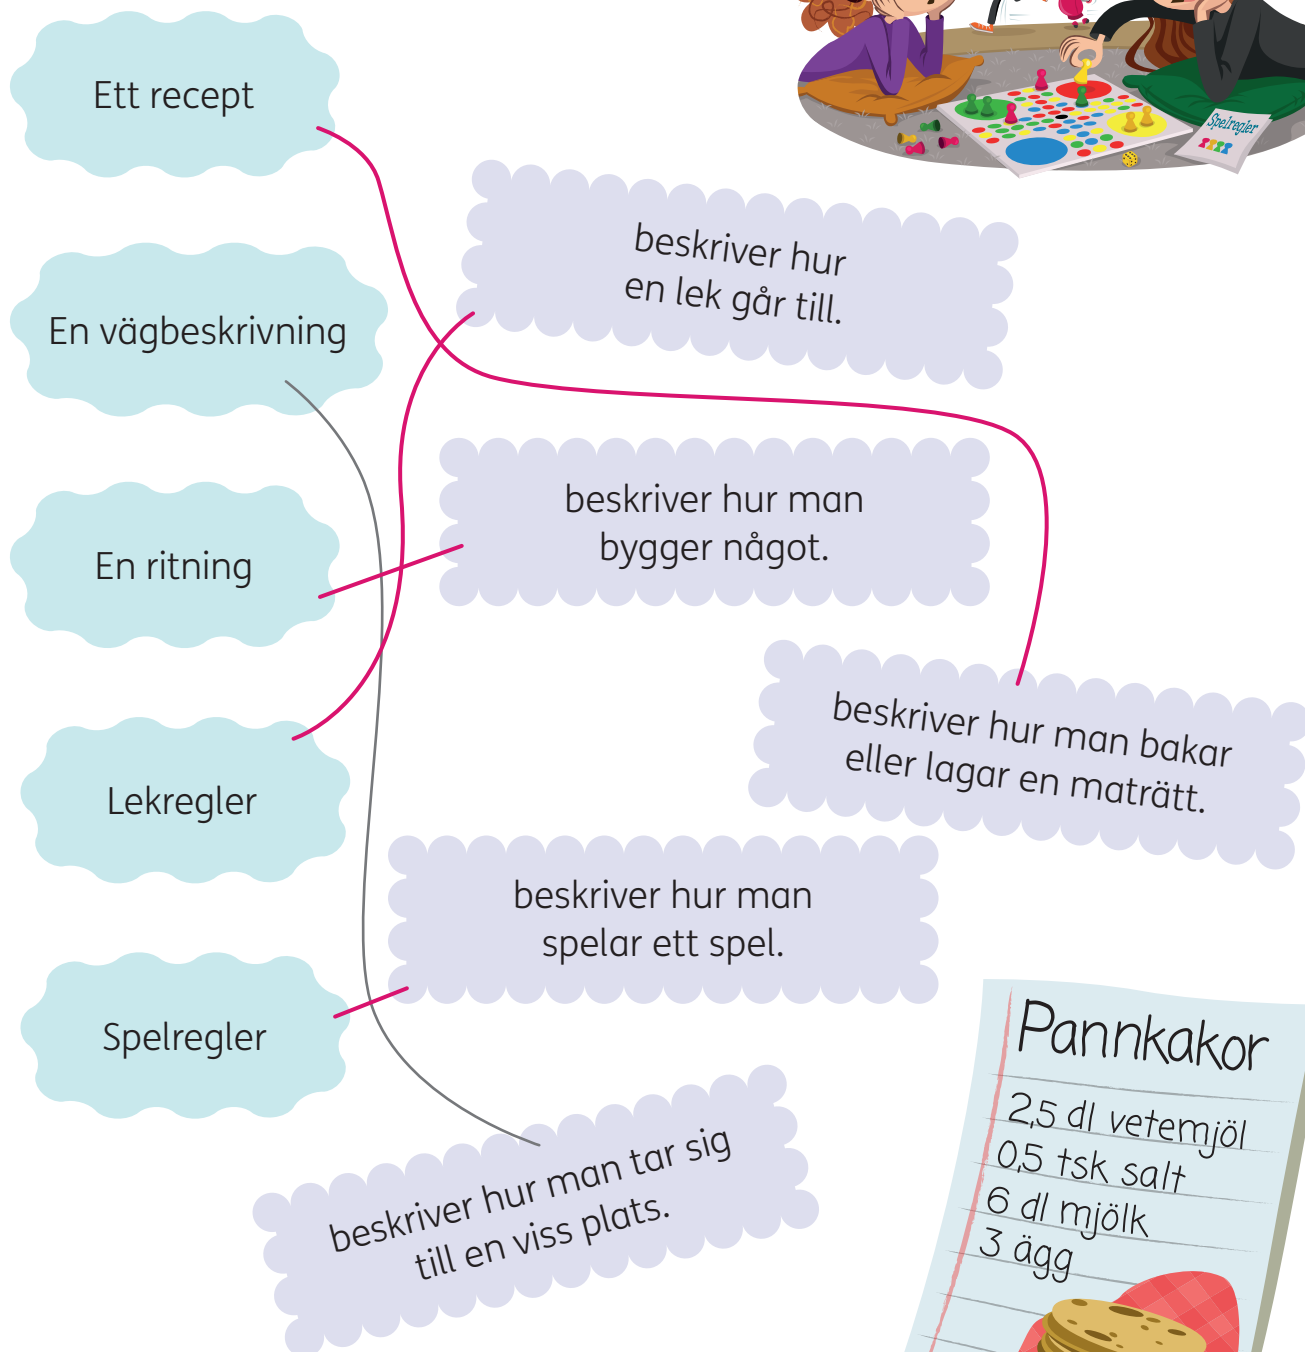 Ett recept
Spelregler
beskriver hur
en lek går till.
En vägbeskrivning
beskriver hur man
bygger något.
En ritning
beskriver hur man bakar
eller lagar en maträtt.
Lekregler
beskriver hur man
spelar ett spel.
Spelregler
beskriver hur man tar sig
till en viss plats.
Pannkakor
2,5 dl vetemjöl
0,5 tsk salt
6 dl mjölk
3 ägg